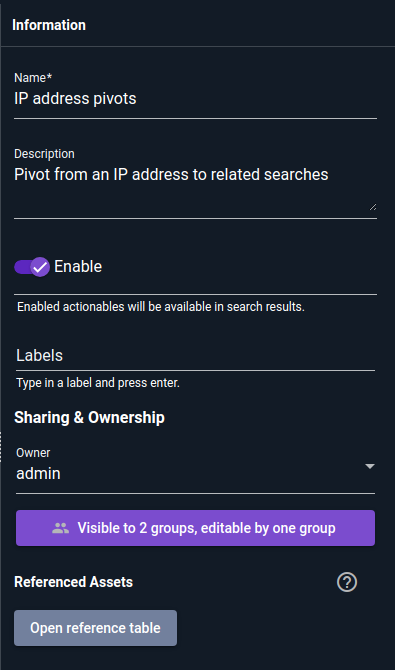 Information
Name*
IP address pivots
Description
Pivot from an IP address to related searches
Enable
Enabled actionables will be available in search results.
Labels
Type in a label and press enter.
Sharing & Ownership
Owner
admin
Visible to 2 groups, editable by one group
Referenced Assets ?
Open reference table